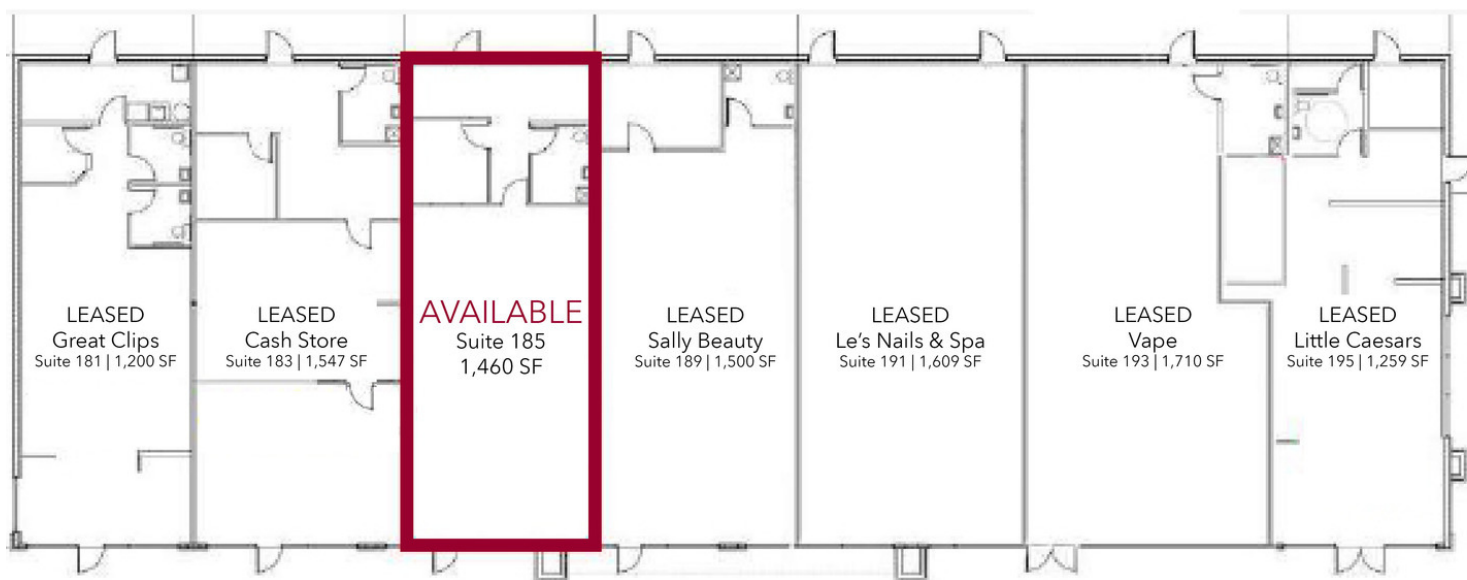 LEASED
Great Clips
Suite 181 | 1,200 SF
LEASED
Cash Store
Suite 183 | 1,547 SF
AVAILABLE
Suite 185
1,460 SF
LEASED
Sally Beauty
Suite 189 | 1,500 SF
LEASED
Le's Nails & Spa
Suite 191 | 1,609 SF
LEASED
Vape
Suite 193 | 1,710 SF
LEASED
Little Caesars
Suite 195 | 1,259 SF